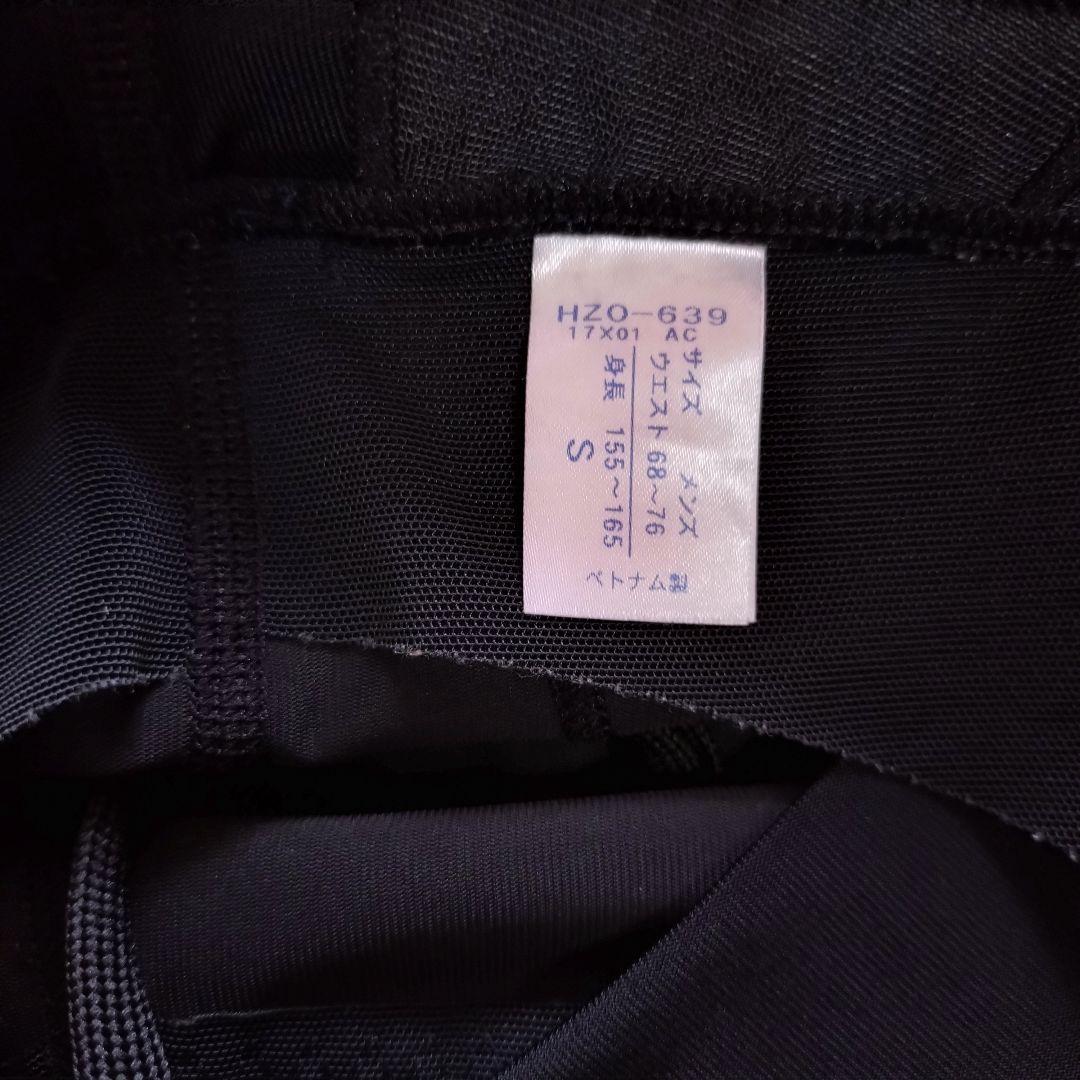 HZO-639
17X01 AC
サイズ メンズ
ウエスト 68~76
身長 155~165
S
ベトナム製